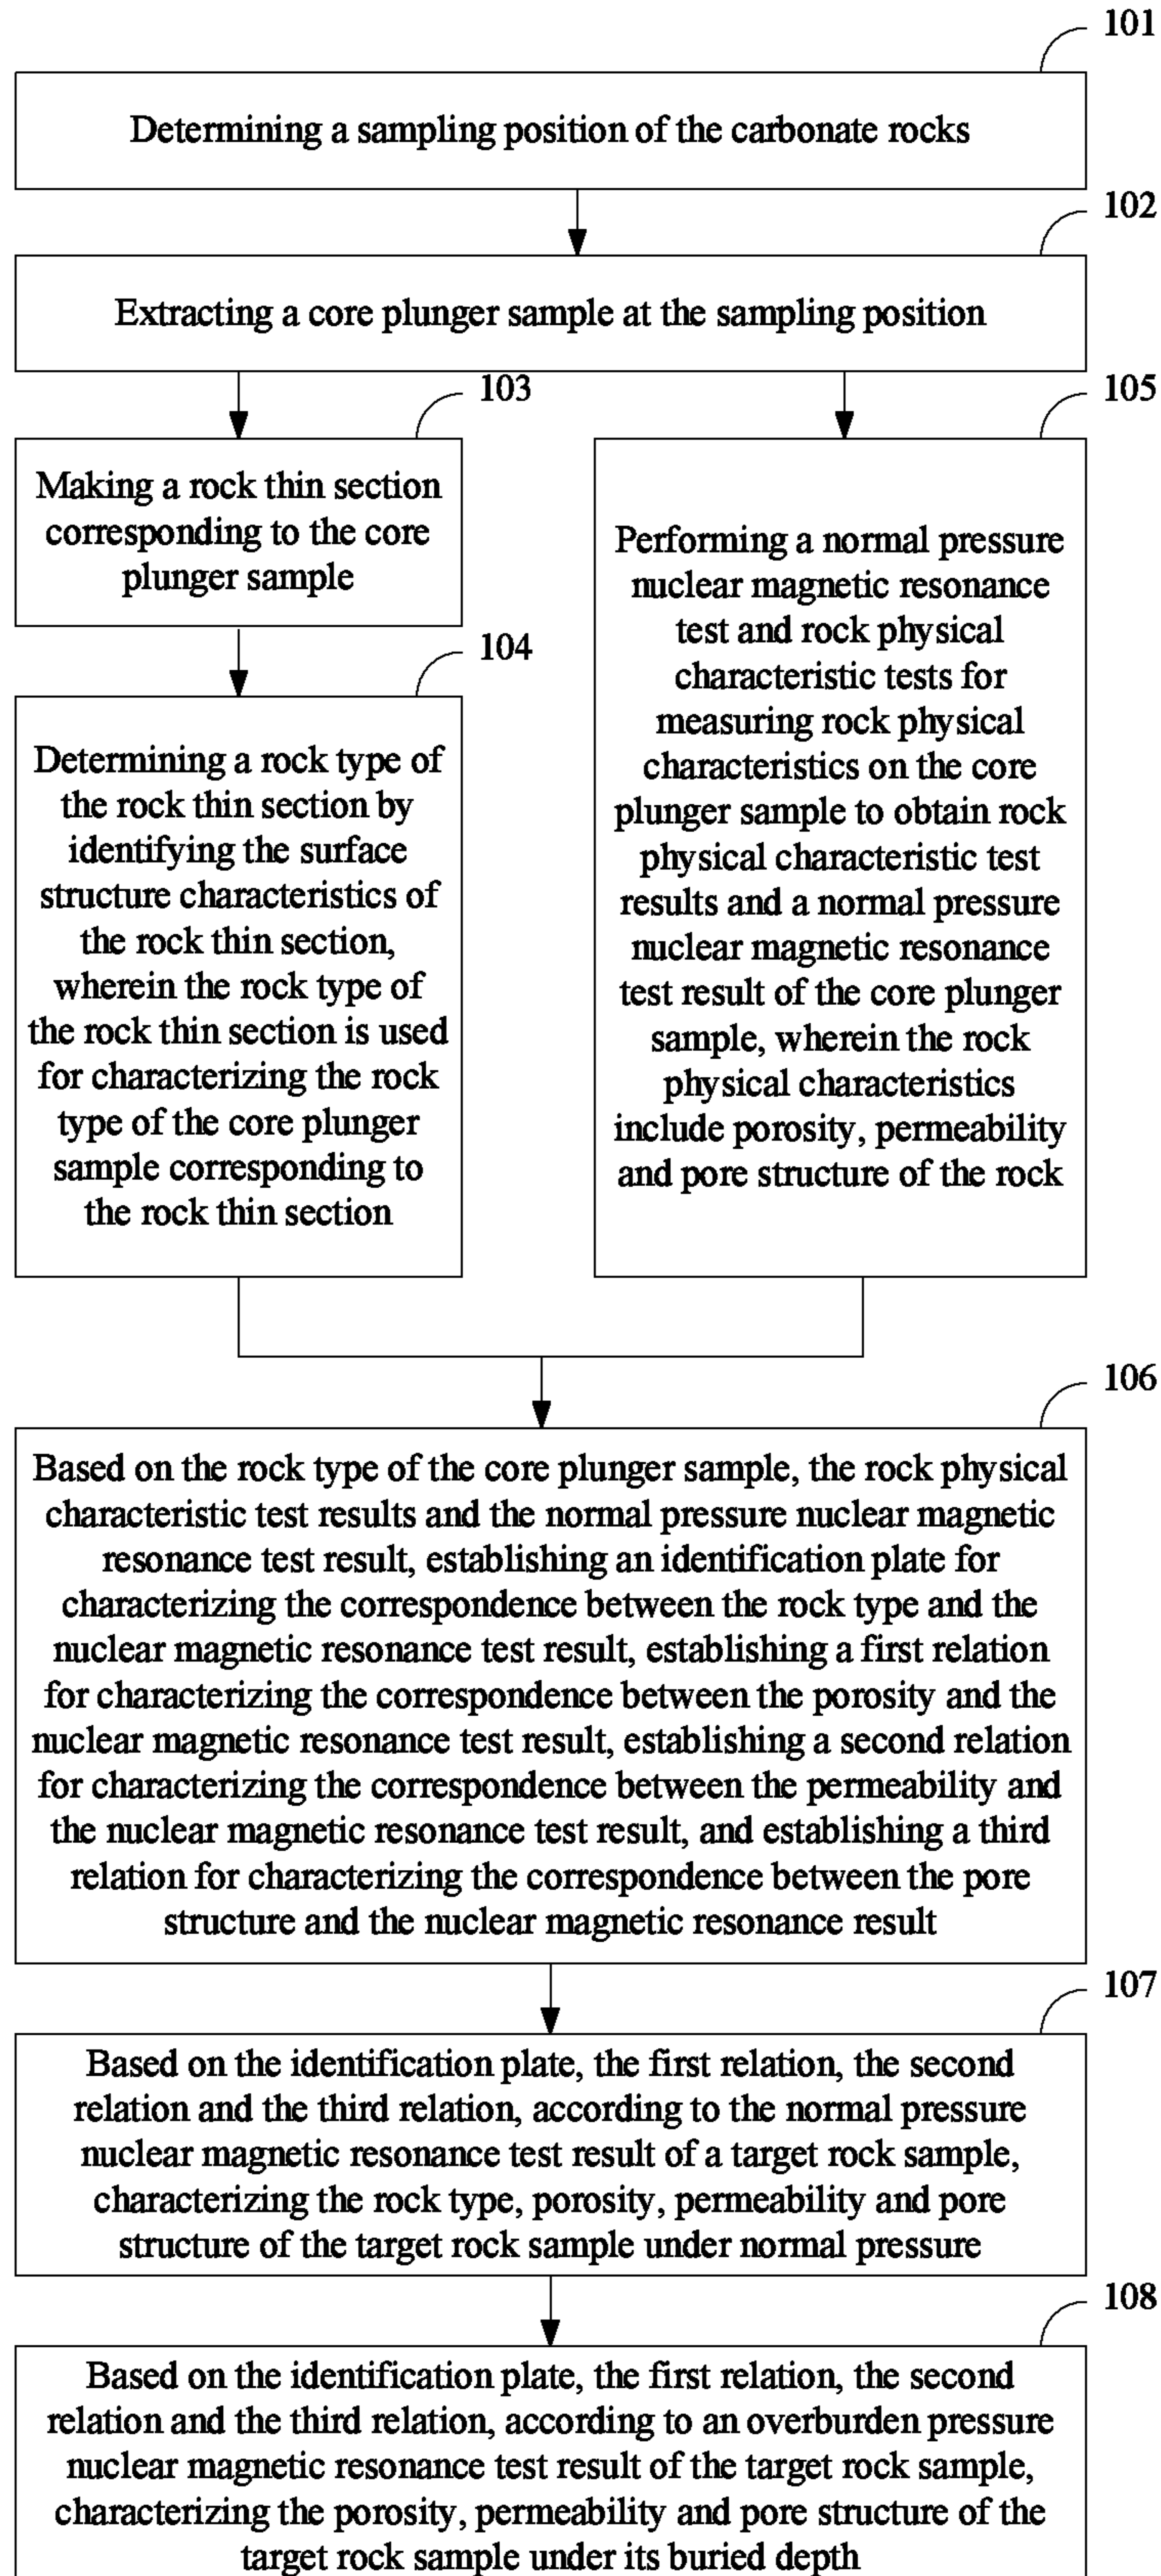 101
Determining a sampling position of the carbonate rocks
102
Extracting a core plunger sample at the sampling position
103
Making a rock thin section
corresponding to the core
plunger sample
104
Determining a rock type of
the rock thin section by
identifying the surface
structure characteristics of
the rock thin section,
wherein the rock type of
the rock thin section is used
for characterizing the rock
type of the core plunger
sample corresponding to
the rock thin section
105
Performing a normal pressure
nuclear magnetic resonance
test and rock physical
characteristic tests for
measuring rock physical
characteristics on the core
plunger sample to obtain rock
physical characteristic test
results and a normal pressure
nuclear magnetic resonance
test result of the core plunger
sample, wherein the rock
physical characteristics
include porosity, permeability
and pore structure of the rock
106
Based on the rock type of the core plunger sample, the rock physical
characteristic test results and the normal pressure nuclear magnetic
resonance test result, establishing an identification plate for
characterizing the correspondence between the rock type and the
nuclear magnetic resonance test result, establishing a first relation
for characterizing the correspondence between the porosity and the
nuclear magnetic resonance test result, establishing a second relation
for characterizing the correspondence between the permeability and
the nuclear magnetic resonance test result, and establishing a third
relation for characterizing the correspondence between the pore
structure and the nuclear magnetic resonance result
107
Based on the identification plate, the first relation, the second
relation and the third relation, according to the normal pressure
nuclear magnetic resonance test result of a target rock sample,
characterizing the rock type, porosity, permeability and pore
structure of the target rock sample under normal pressure
108
Based on the identification plate, the first relation, the second
relation and the third relation, according to an overburden pressure
nuclear magnetic resonance test result of the target rock sample,
characterizing the porosity, permeability and pore structure of the
target rock sample under its buried depth